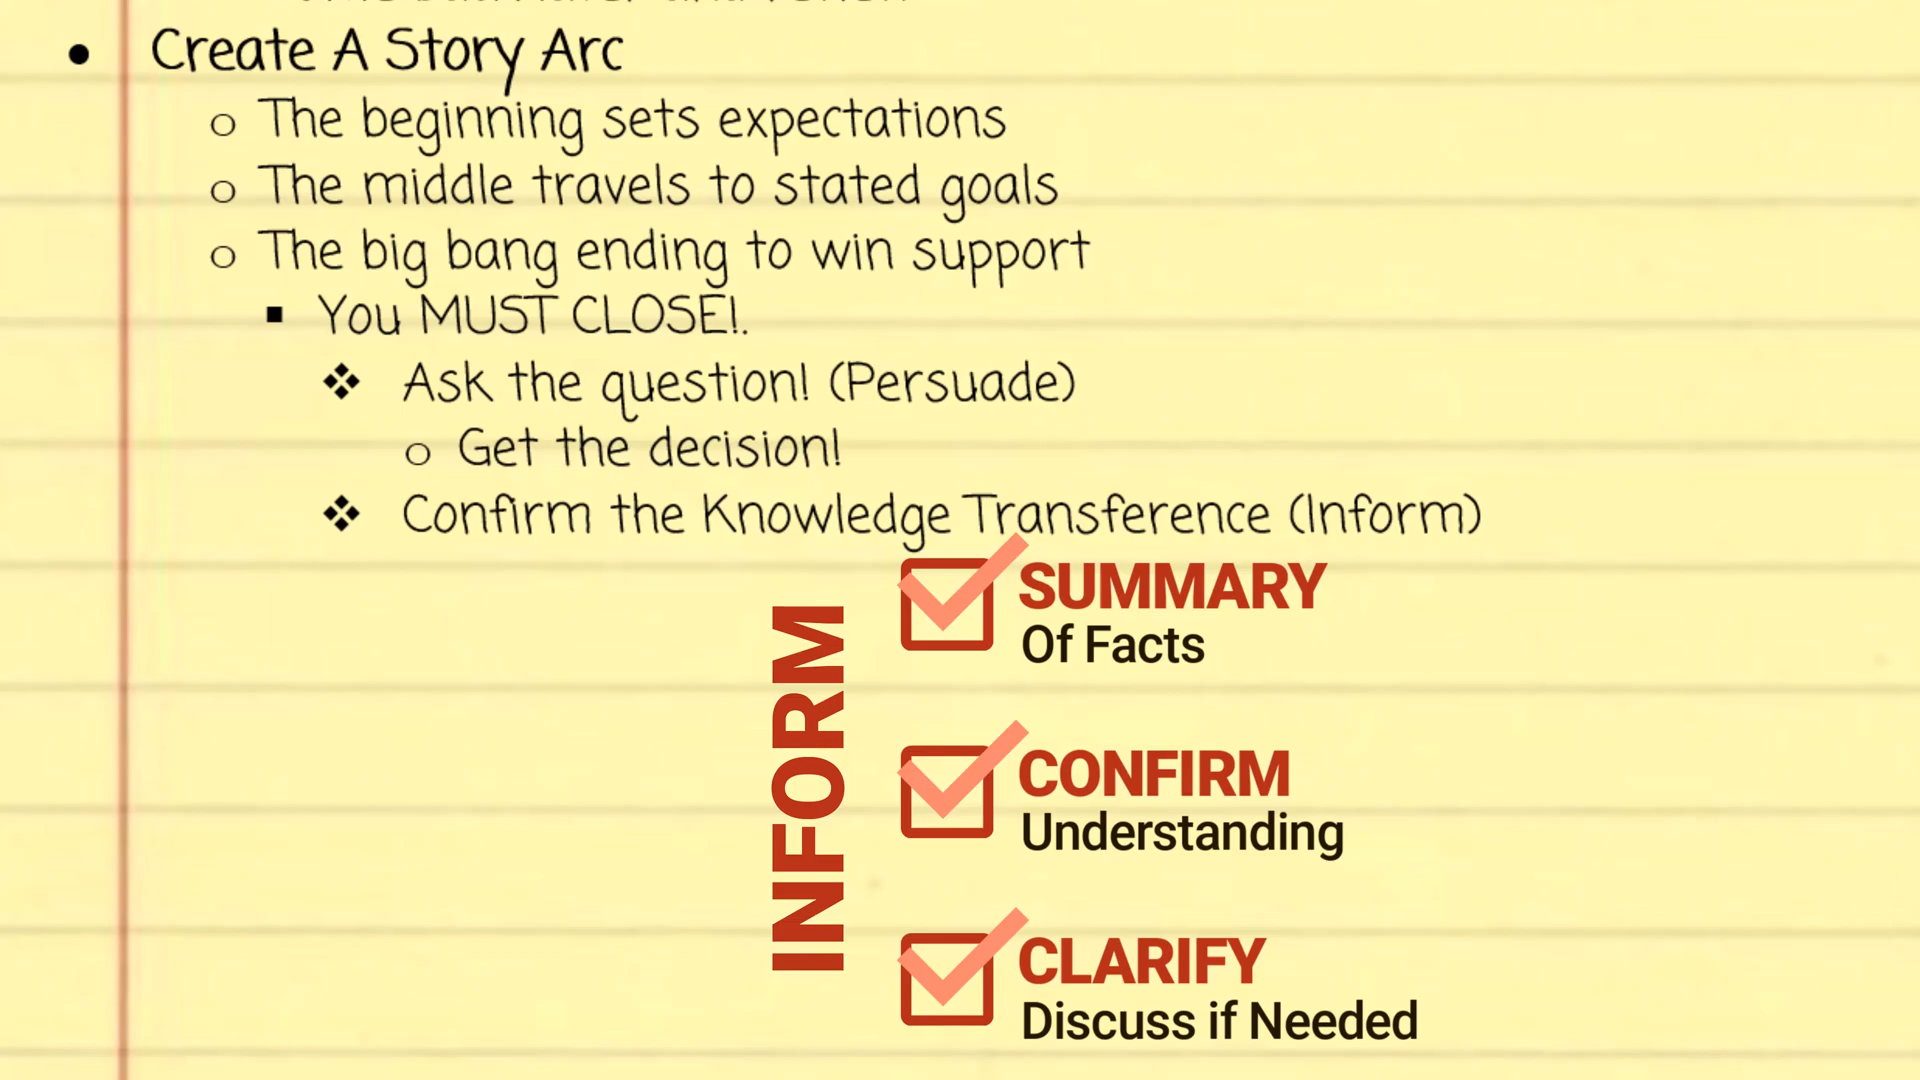 • Create A Story Arc
o The beginning sets expectations
o The middle travels to stated goals
o The big bang ending to win support
▪ You MUST CLOSE!.
❖ Ask the question! (Persuade)
o Get the decision!
❖ Confirm the Knowledge Transference (Inform)
INFORM
SUMMARY
Of Facts
CONFIRM
Understanding
CLARIFY
Discuss if Needed